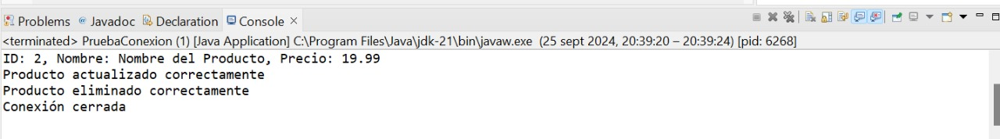 Problems Javadoc Declaration Console
<terminated> PruebaConexion (1) [Java Application] C:\Program Files\Java\jdk-21\bin\javaw.exe (25 sept 2024, 20:39:20 – 20:39:24) [pid: 6268]
ID: 2, Nombre: Nombre del Producto, Precio: 19.99
Producto actualizado correctamente
Producto eliminado correctamente
Conexión cerrada